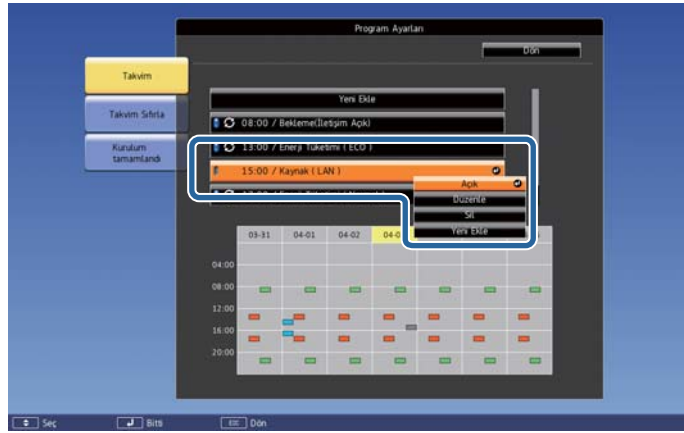 Program Ayarları
Dön
Takvim
Takvim Sıfırla
Kurulum
tamamlandı
Yeni Ekle
08:00 / Bekleme(İletişim Açık)
13:00 / Enerji Tüketimi ( ECO )
15:00 / Kaynak ( LAN )
Açık
Düzenle
Sil
Yeni Ekle
03-31 04-01 04-02
04:00
08:00
12:00
16:00
20:00
Seç Bitti Esc Dön